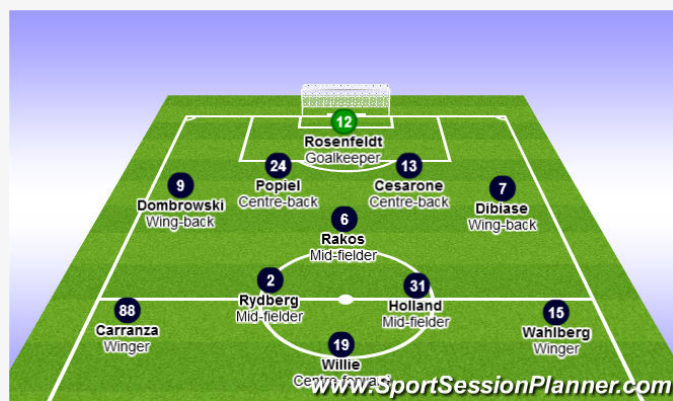 12
Rosenfeldt
Goalkeeper
24
Popiel
Centre-back
13
Cesarone
Centre-back
9
Dombrowski
Wing-back
7
Dibiase
Wing-back
6
Rakos
Mid-fielder
2
Rydberg
Mid-fielder
31
Holland
Mid-fielder
88
Carranza
Winger
15
Wahlberg
Winger
19
Willie
Centre-forward
www.SportSessionPlanner.com